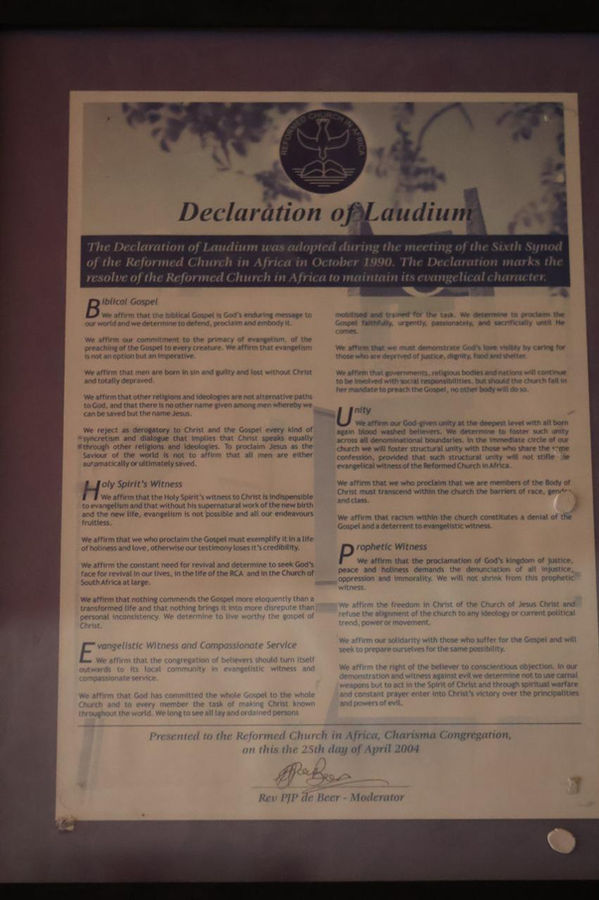 REFORMED CHURCH IN AFRICA
Declaration of Laudium
The Declaration of Laudium was adopted during the meeting of the Sixth Synod
of the Reformed Church in Africa in October 1990. The Declaration marks the
resolve of the Reformed Church in Africa to maintain its evangelical character.
Biblical Gospel
We affirm that the biblical Gospel is God's enduring message to
our world and we determine to defend, proclaim and embody it.
We affirm our commitment to the primacy of evangelism, of the
preaching of the Gospel to every creature. We affirm that evangelism
is not an option but an imperative.
We affirm that men are born in sin and guilty and lost without Christ
and totally depraved.
We affirm that other religions and ideologies are not alternative paths
to God, and that there is no other name given among men whereby we
can be saved but the name Jesus.
We reject as derogatory to Christ and the Gospel every kind of
syncretism and dialogue that implies that Christ speaks equally
through other religions and ideologies. To proclaim Jesus as the
Saviour of the world is not to affirm that all men are either
automatically or ultimately saved.
Holy Spirit's Witness
We affirm that the Holy Spirit's witness to Christ is indispensible
to evangelism and that without his supernatural work of the new birth
and the new life, evangelism is not possible and all our endeavours
fruitless.
We affirm that we who proclaim the Gospel must exemplify it in a life
of holiness and love, otherwise our testimony loses it's credibility.
We affirm the constant need for revival and determine to seek God's
face for revival in our lives, in the life of the RCA and in the Church of
South Africa at large.
We affirm that nothing commends the Gospel more eloquently than a
transformed life and that nothing brings it into more disrepute than
personal inconsistency. We determine to live worthy the gospel of
Christ.
Evangelistic Witness and Compassionate Service
We affirm that the congregation of believers should turn itself
outwards to its local community in evangelistic witness and
compassionate service.
We affirm that God has committed the whole Gospel to the whole
Church and to every member the task of making Christ known
throughout the world. We long to see all lay and ordained persons
mobilised and trained for the task. We determine to proclaim the
Gospel faithfully, urgently, passionately, and sacrificially until He
comes.
We affirm that we must demonstrate God's love visibly by caring for
those who are deprived of justice, dignity, food and shelter.
We affirm that governments, religious bodies and nations will continue
to be involved with social responsibilities, but should the church fail in
her mandate to preach the Gospel, no other body will do so.
Unity
We affirm our God-given unity at the deepest level with all born
again blood washed believers. We determine to foster such unity
across all denominational boundaries. In the immediate circle of our
church we will foster structural unity with those who share the same
confession, provided that such structural unity will not stifle the
evangelical witness of the Reformed Church in Africa.
We affirm that we who proclaim that we are members of the Body of
Christ must transcend within the church the barriers of race, gender
and class.
We affirm that racism within the church constitutes a denial of the
Gospel and a deterrent to evangelistic witness.
Prophetic Witness
We affirm that the proclamation of God's kingdom of justice,
peace and holiness demands the denunciation of all injustice,
oppression and immorality. We will not shrink from this prophetic
witness.
We affirm the freedom in Christ of the Church of Jesus Christ and
refuse the alignment of the church to any ideology or current political
trend, power or movement.
We affirm our solidarity with those who suffer for the Gospel and will
seek to prepare ourselves for the same possibility.
We affirm the right of the believer to conscientious objection. In our
demonstration and witness against evil we determine not to use carnal
weapons but to act in the Spirit of Christ and through spiritual warfare
and constant prayer enter into Christ's victory over the principalities
and powers of evil.
Presented to the Reformed Church in Africa, Charisma Congregation,
on this the 25th day of April 2004
Rev PJP de Beer - Moderator